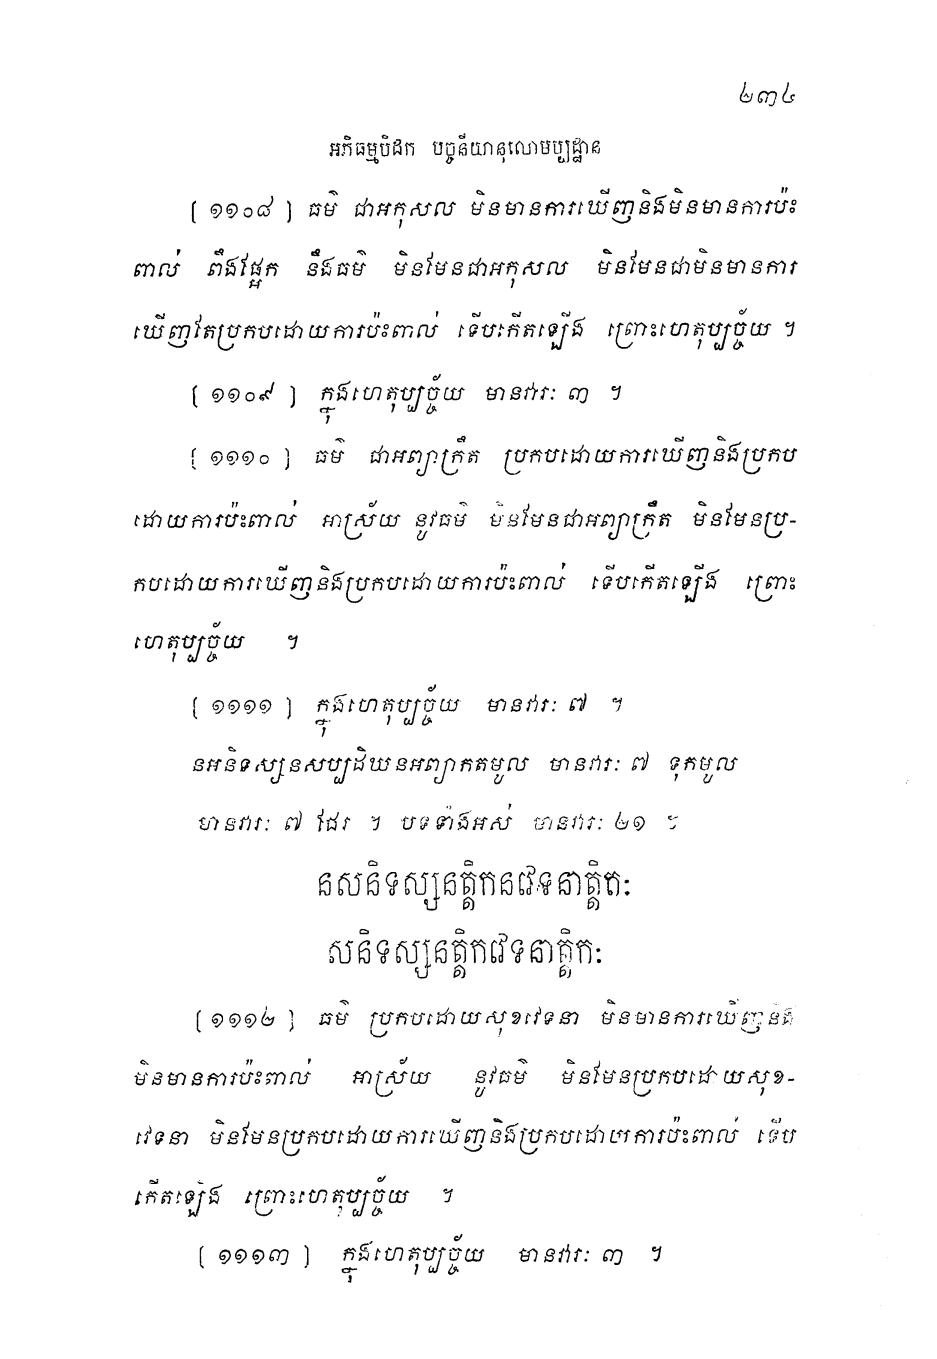 ២៣៤
អភិធម្មបិដក បច្ចនីយានុលោមប្បដ្ឋាន
[ ១១០៨ ] ធម៌ ជាអកុសល មិនមានការឃើញនិងមិនមានការប៉ះ
ពាល់ ពឹងផ្អែក នឹងធម៌ មិនមែនជាអកុសល មិនមែនជាមិនមានការ
ឃើញតែប្រកបដោយការប៉ះពាល់ ទើបកើតឡើង ព្រោះហេតុប្បច្ច័យ ។
[ ១១០៩ ] ក្នុងហេតុប្បច្ច័យ មានវារៈ ៣ ។
[ ១១១០ ] ធម៌ ជាអព្យាក្រឹត ប្រកបដោយការឃើញនិងប្រកប
ដោយការប៉ះពាល់ អាស្រ័យ នូវធម៌ មិនមែនជាអព្យាក្រឹត មិនមែនប្រ-
កបដោយការឃើញនិងប្រកបដោយការប៉ះពាល់ ទើបកើតឡើង ព្រោះ
ហេតុប្បច្ច័យ ។
[ ១១១១ ] ក្នុងហេតុប្បច្ច័យ មានវារៈ ៧ ។
នអនិទស្សនសប្បដិឃនអព្យាកតមូល មានវារៈ ៧ ទុកមូល
មានវារៈ ៧ ដែរ ។ បទទាំងអស់ មានវារៈ ២១ ។
នសនិទស្សនត្តិកនវេទនាត្តិកៈ
សនិទស្សនត្តិកវេទនាត្តិកៈ
[ ១១១២ ] ធម៌ ប្រកបដោយសុខវេទនា មិនមានការឃើញនិង
មិនមានការប៉ះពាល់ អាស្រ័យ នូវធម៌ មិនមែនប្រកបដោយសុខ-
វេទនា មិនមែនប្រកបដោយការឃើញនិងប្រកបដោយការប៉ះពាល់ ទើប
កើតឡើង ព្រោះហេតុប្បច្ច័យ ។
[ ១១១៣ ] ក្នុងហេតុប្បច្ច័យ មានវារៈ ៣ ។